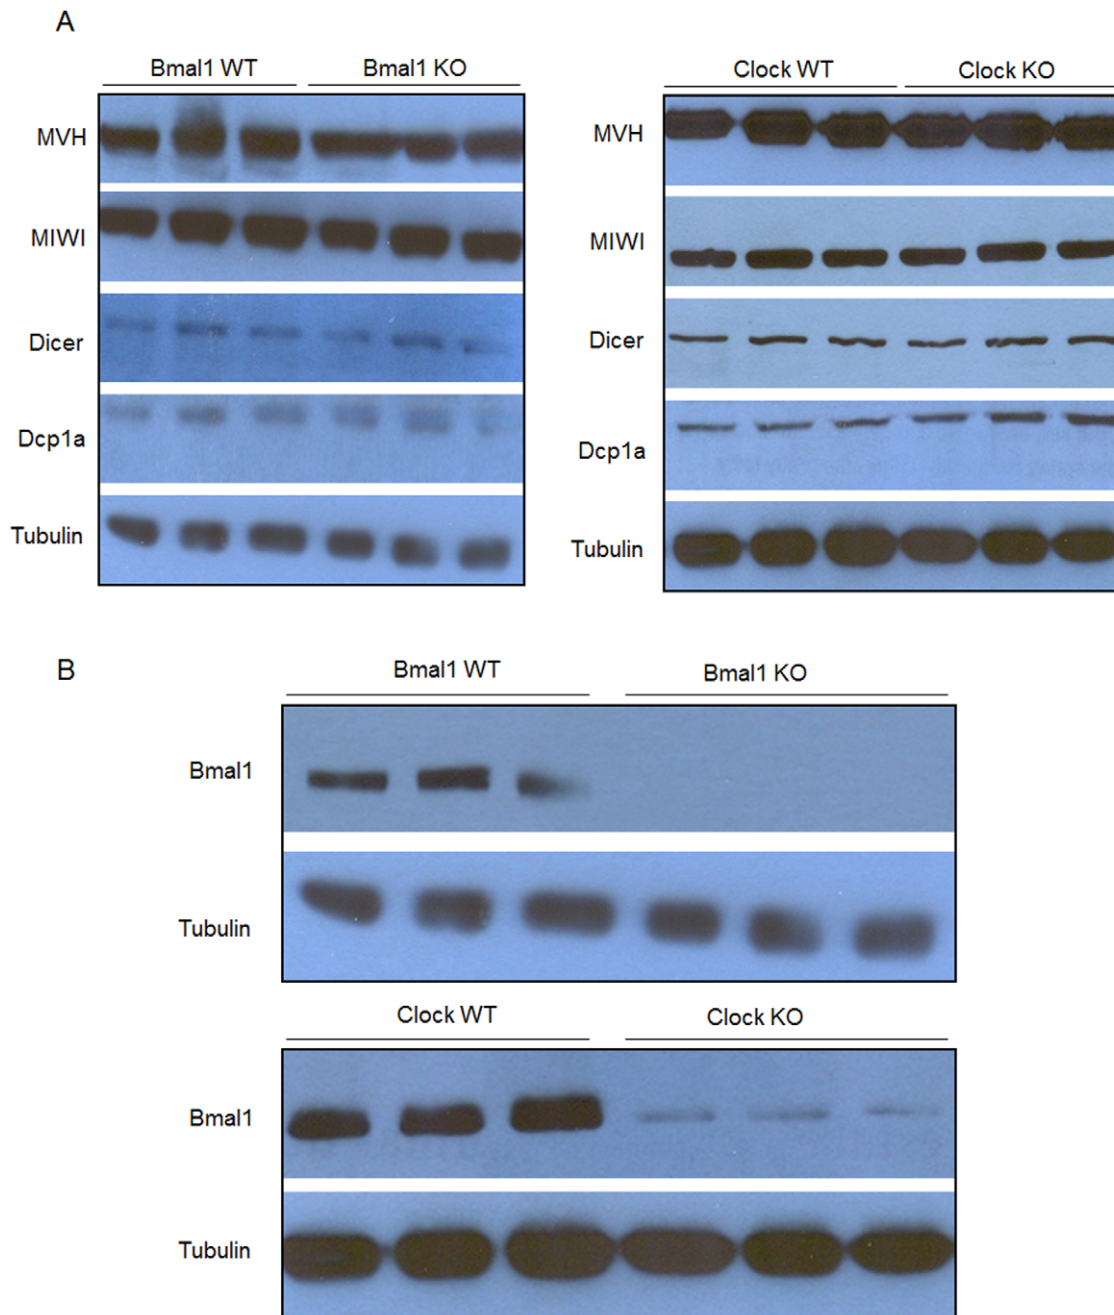 A
Bmal1 WT
Bmal1 KO
MVH
MIWI
Dicer
Dcp1a
Tubulin
Clock WT
Clock KO
MVH
MIWI
Dicer
Dcp1a
Tubulin
B
Bmal1 WT
Bmal1 KO
Bmal1
Tubulin
Clock WT
Clock KO
Bmal1
Tubulin